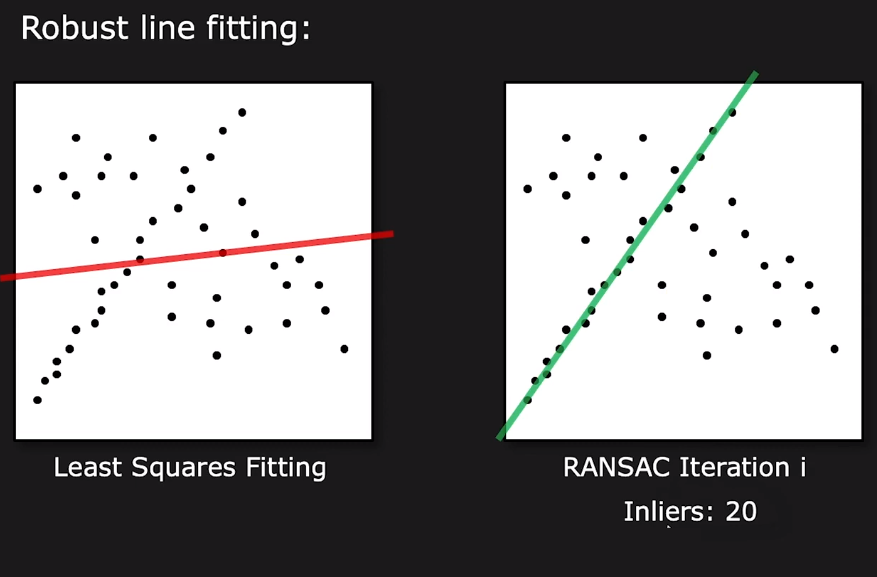 Robust line fitting:
Least Squares Fitting
RANSAC Iteration i
Inliers: 20